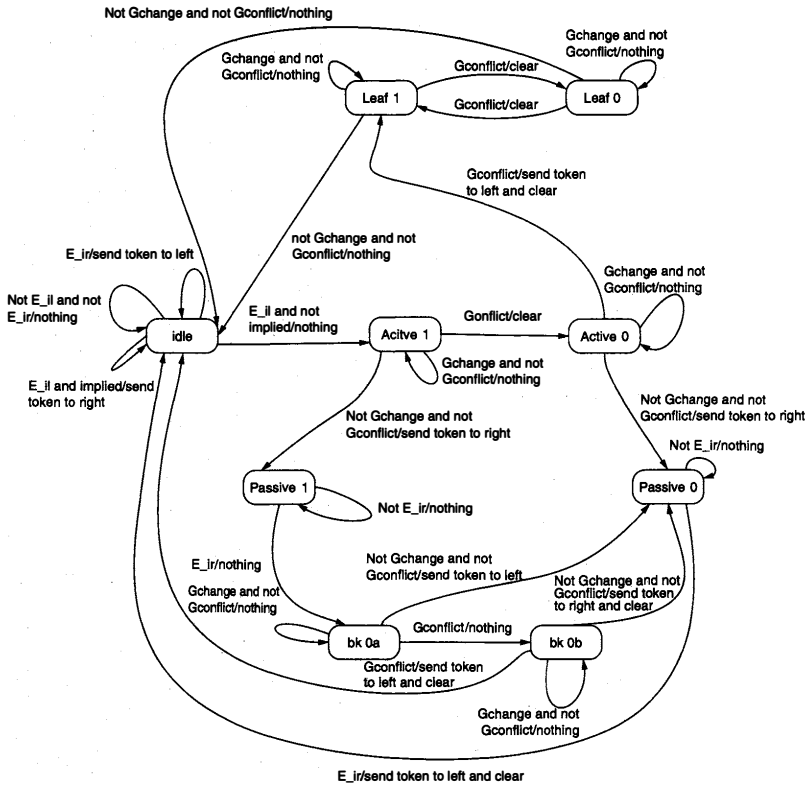 Not Gchange and not Gconflict/nothing
Gchange and not
Gconflict/nothing
Gchange and not
Gconflict/nothing
Gconflict/clear
Leaf 1
Leaf 0
Gconflict/clear
Gconflict/send token
to left and clear
not Gchange and not
Gconflict/nothing
E_ir/send token to left
Gchange and not
Gconflict/nothing
Not E_il and not
E_ir/nothing
E_il and not
implied/nothing
Gonflict/clear
idle
Acitve 1
Active 0
Gchange and not
Gconflict/nothing
E_il and implied/send
token to right
Not Gchange and not
Gconflict/send token to right
Not Gchange and not
Gconflict/send token to right
Not E_ir/nothing
Passive 1
Passive 0
Not E_ir/nothing
E_ir/nothing
Not Gchange and not
Gconflict/send token to left
Gchange and not
Gconflict/nothing
Not Gchange and not
Gconflict/send token
to right and clear
Gconflict/nothing
bk 0a
bk 0b
Gconflict/send token
to left and clear
Gchange and not
Gconflict/nothing
E_ir/send token to left and clear